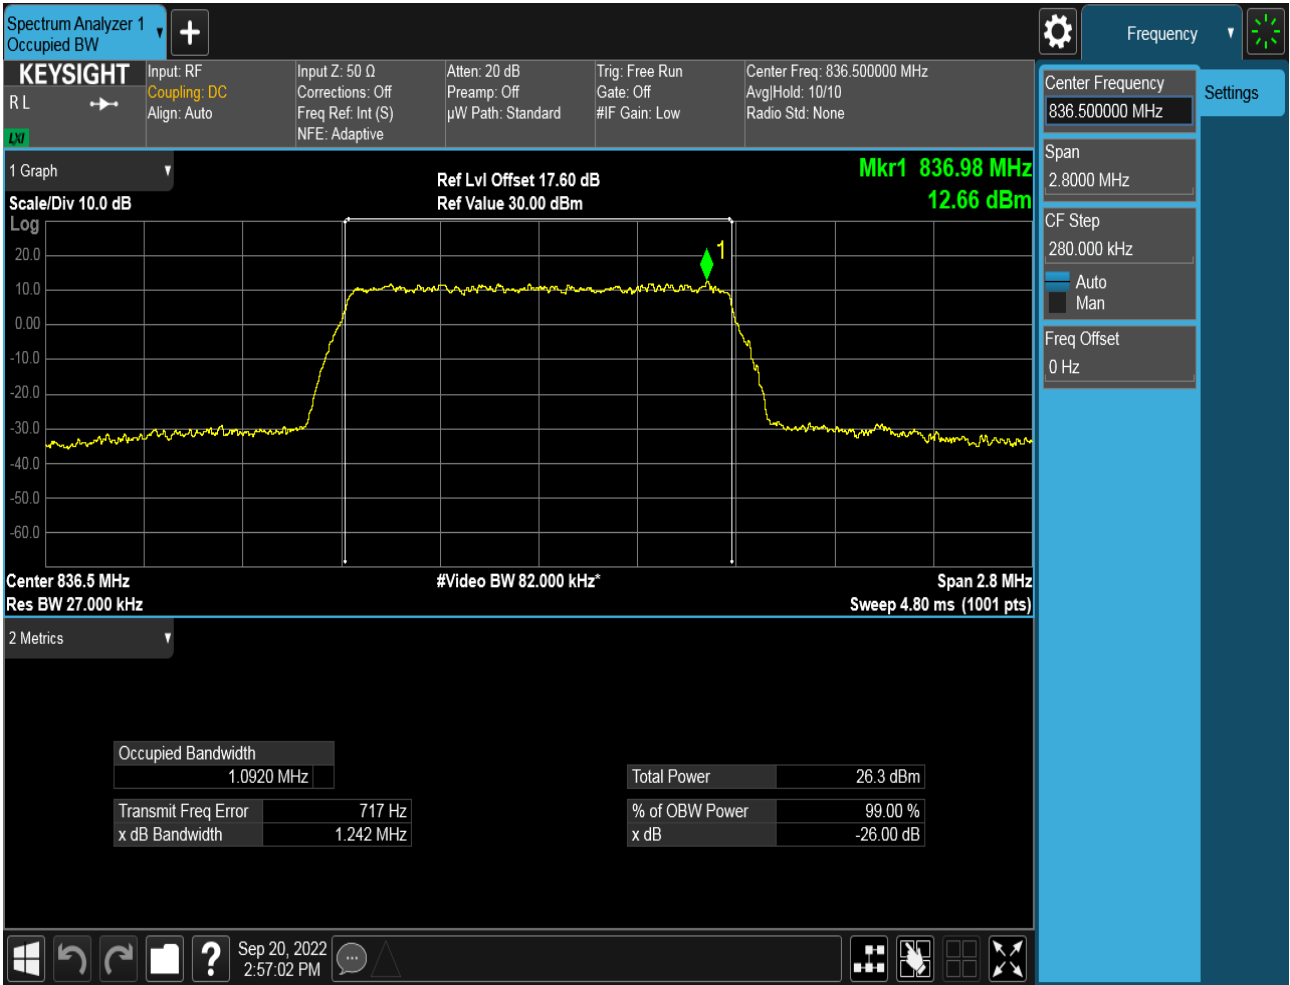 Spectrum Analyzer 1
Occupied BW
Frequency
KEYSIGHT
R L
LXI
Input: RF
Coupling: DC
Align: Auto
Input Z: 50 Ω
Corrections: Off
Freq Ref: Int (S)
NFE: Adaptive
Atten: 20 dB
Preamp: Off
µW Path: Standard
Trig: Free Run
Gate: Off
#IF Gain: Low
Center Freq: 836.500000 MHz
Avg|Hold: 10/10
Radio Std: None
Center Frequency
836.500000 MHz
Settings
Span
2.8000 MHz
CF Step
280.000 kHz
Auto
Man
Freq Offset
0 Hz
1 Graph
Scale/Div 10.0 dB
Ref Lvl Offset 17.60 dB
Ref Value 30.00 dBm
Mkr1 836.98 MHz
12.66 dBm
Log
20.0
10.0
0.00
-10.0
-20.0
-30.0
-40.0
-50.0
-60.0
1
Center 836.5 MHz
#Video BW 82.000 kHz*
Span 2.8 MHz
Res BW 27.000 kHz
Sweep 4.80 ms (1001 pts)
2 Metrics
Occupied Bandwidth
1.0920 MHz
Transmit Freq Error 717 Hz
x dB Bandwidth 1.242 MHz
Total Power 26.3 dBm
% of OBW Power 99.00 %
x dB -26.00 dB
?
Sep 20, 2022
2:57:02 PM